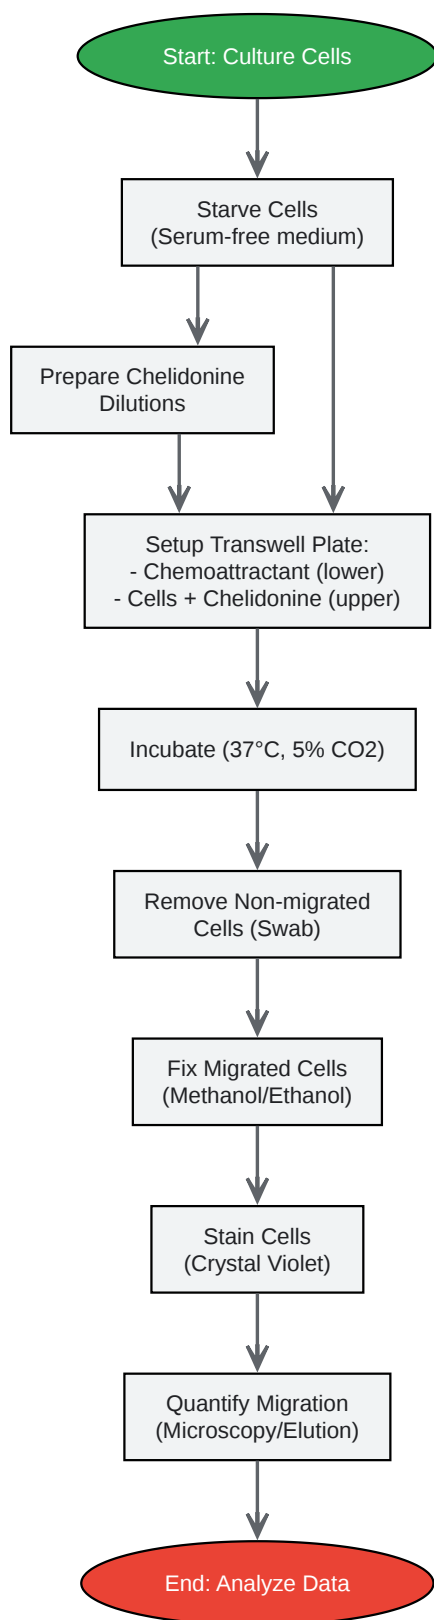 Start: Culture Cells
Starve Cells
(Serum-free medium)
Prepare Chelidonine
Dilutions
Setup Transwell Plate:
- Chemoattractant (lower)
- Cells + Chelidonine (upper)
Incubate (37°C, 5% CO2)
Remove Non-migrated
Cells (Swab)
Fix Migrated Cells
(Methanol/Ethanol)
Stain Cells
(Crystal Violet)
Quantify Migration
(Microscopy/Elution)
End: Analyze Data